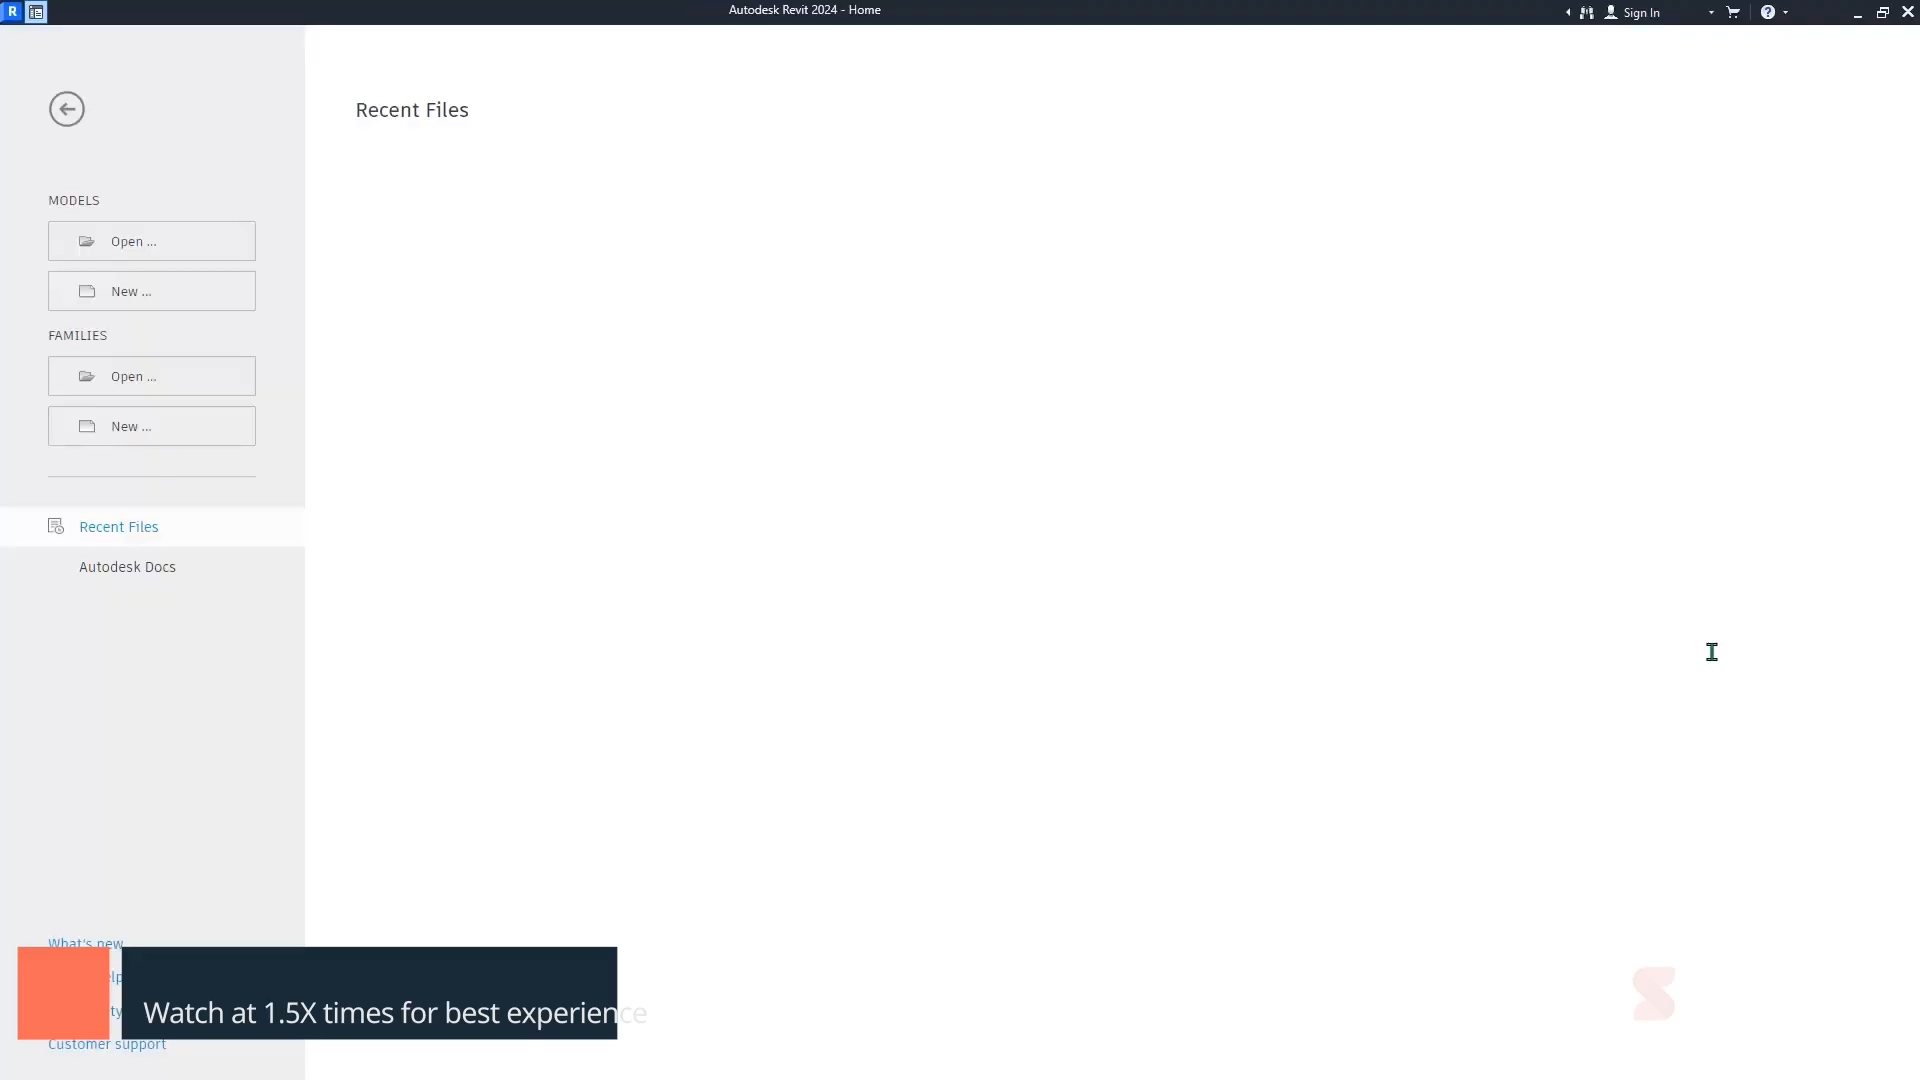 R
Autodesk Revit 2024 - Home
Sign In
Recent Files
MODELS
Open ...
New ...
FAMILIES
Open ...
New ...
Recent Files
Autodesk Docs
What's new
Watch at 1.5X times for best experience
Customer support